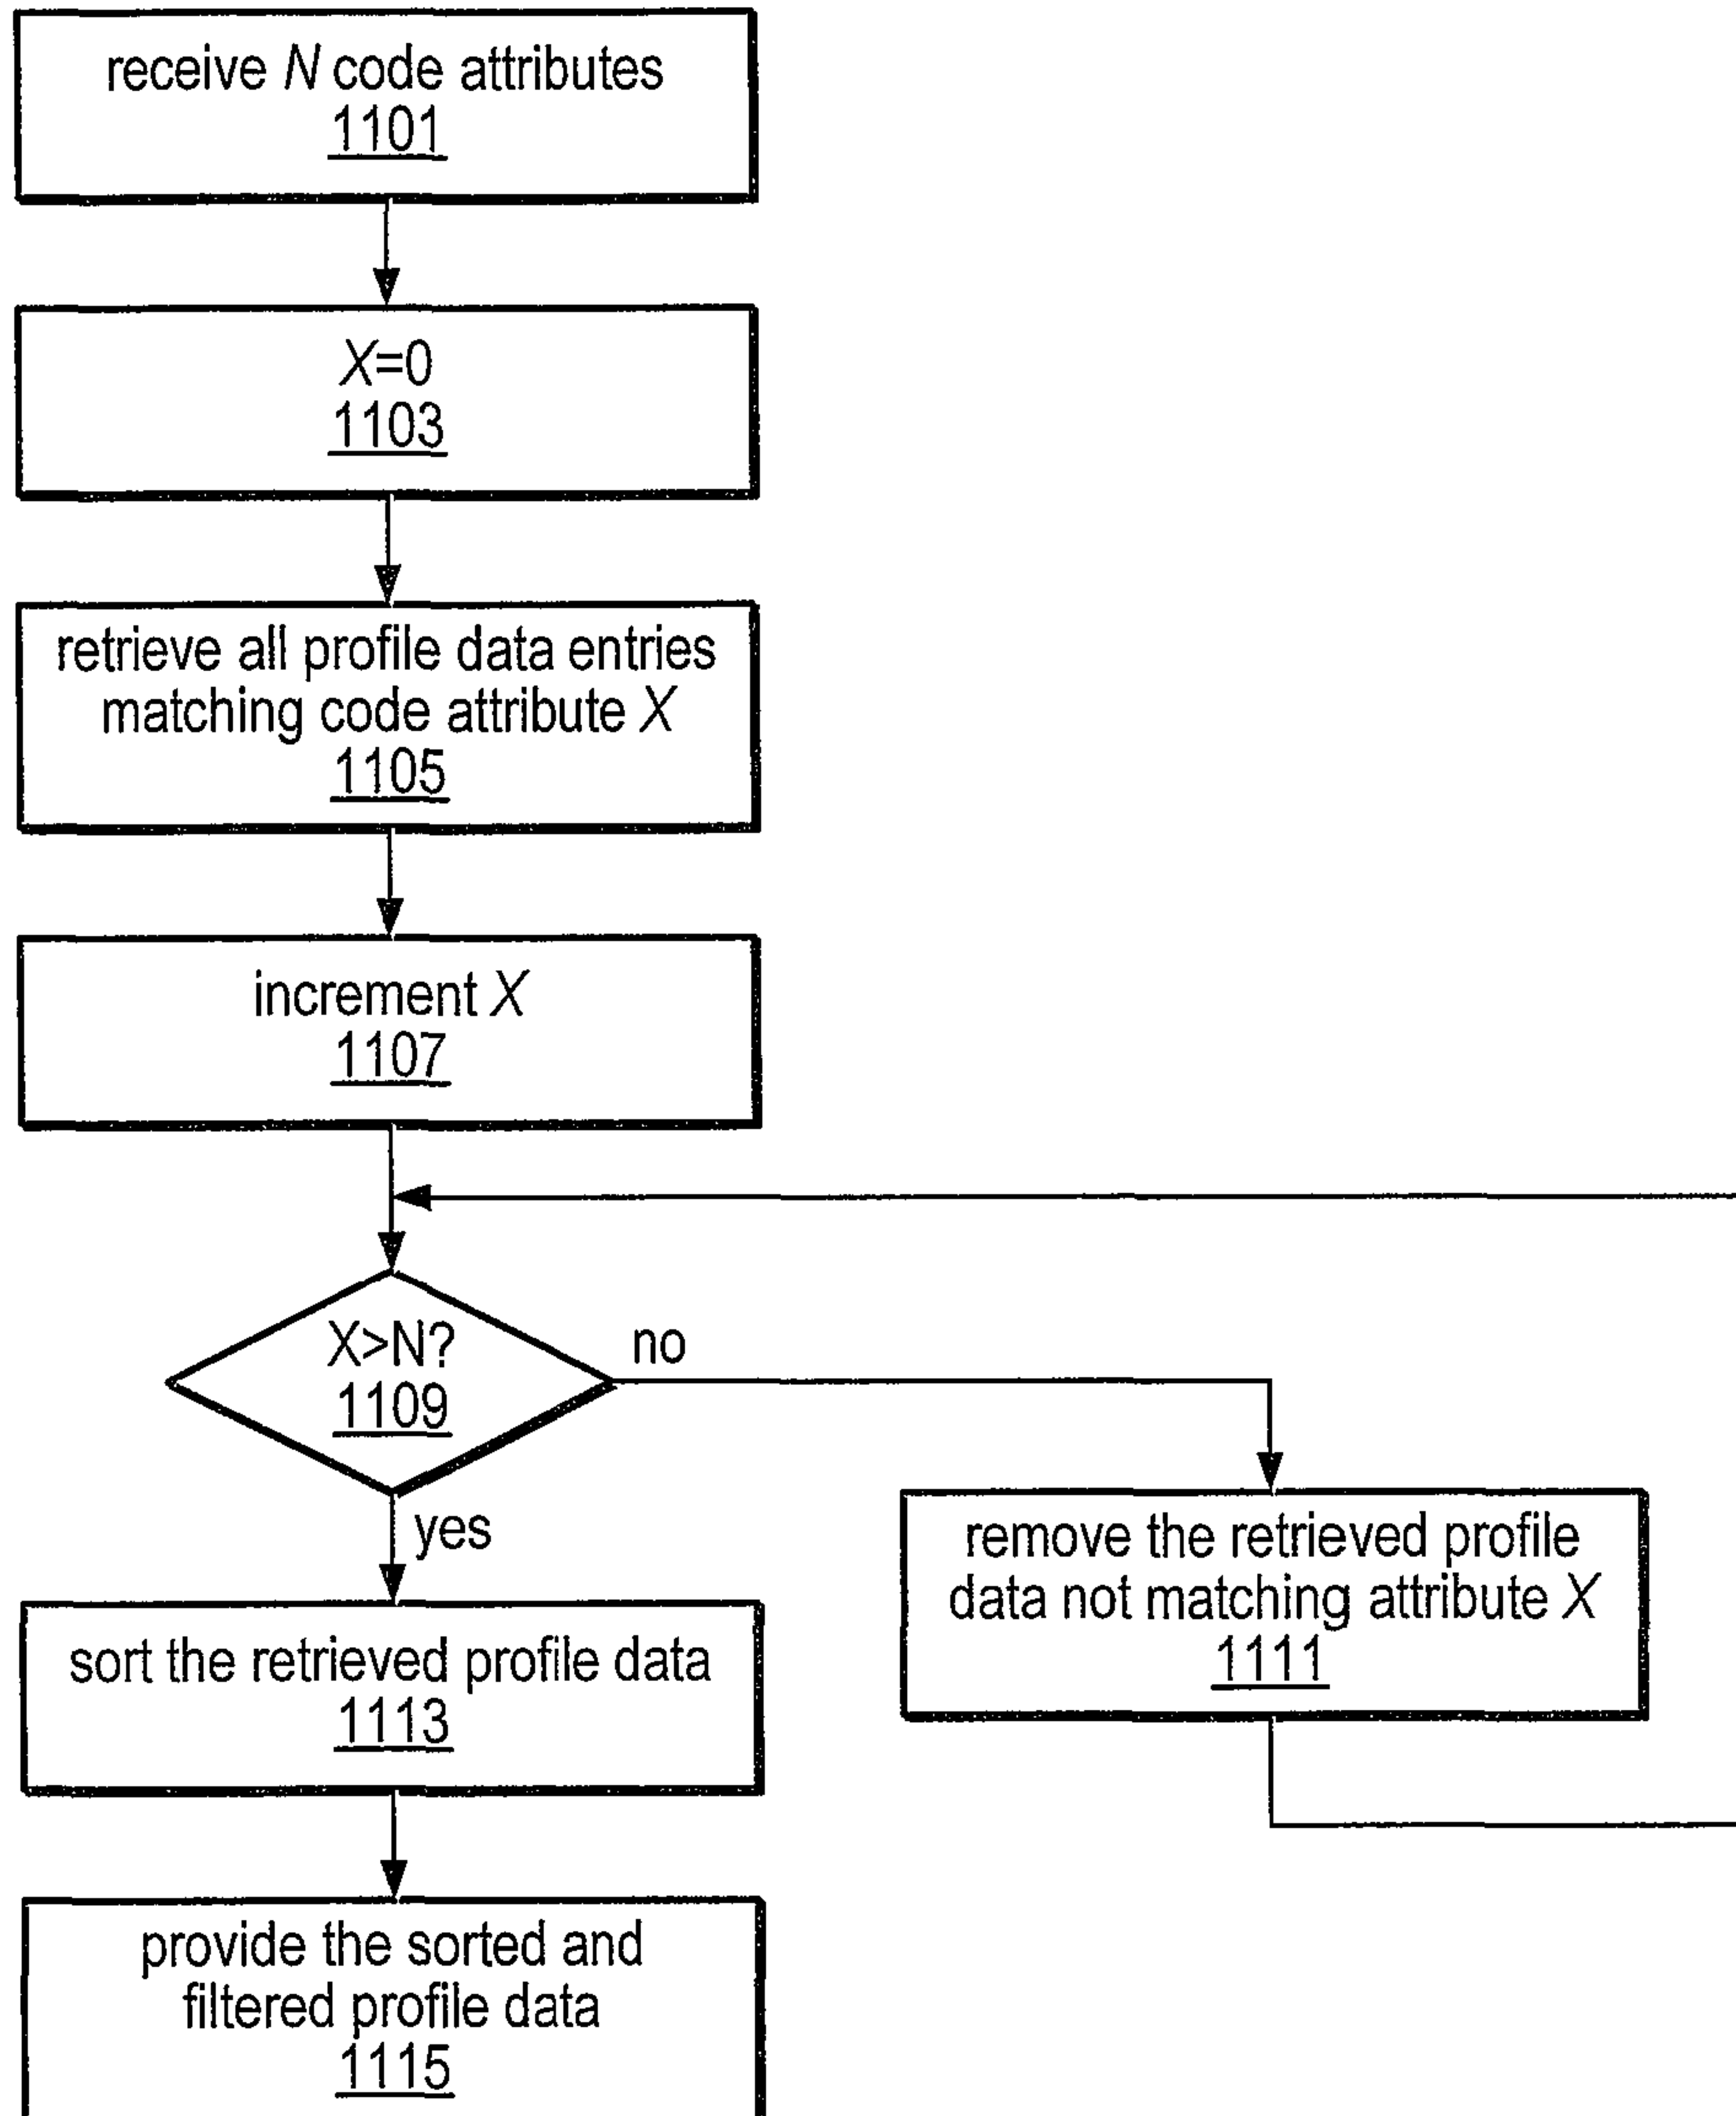 receive N code attributes
1101
X=0
1103
retrieve all profile data entries
matching code attribute X
1105
increment X
1107
X>N?
1109
no
yes
remove the retrieved profile
data not matching attribute X
1111
sort the retrieved profile data
1113
provide the sorted and
filtered profile data
1115